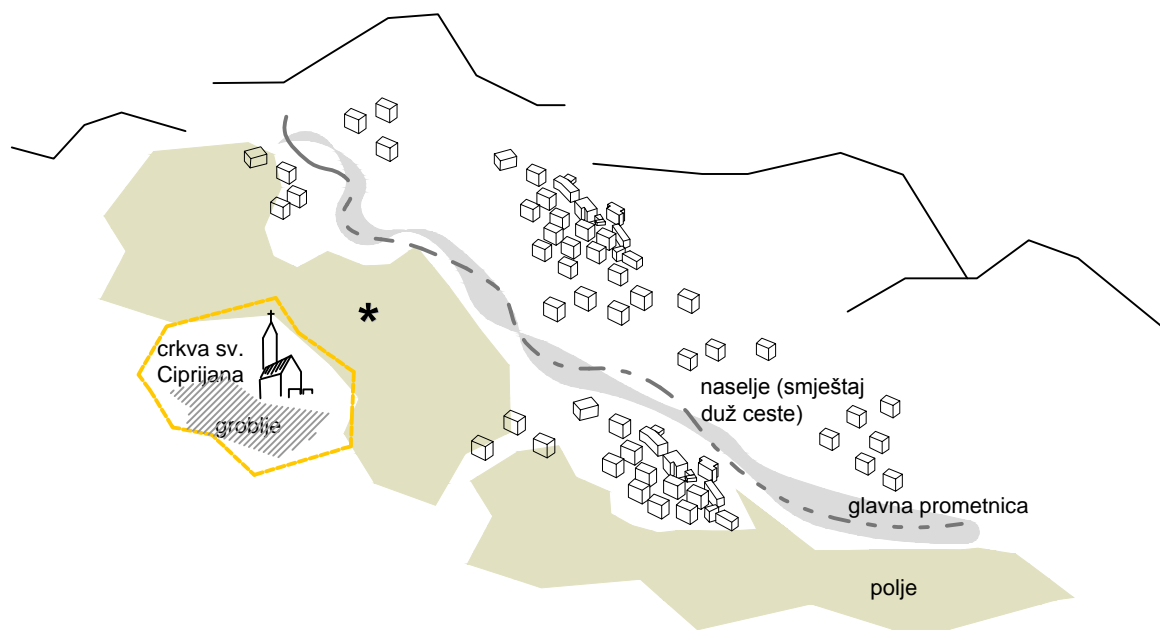 *
crkva sv.
Ciprijana
groblje
naselje (smještaj
duž ceste)
glavna prometnica
polje